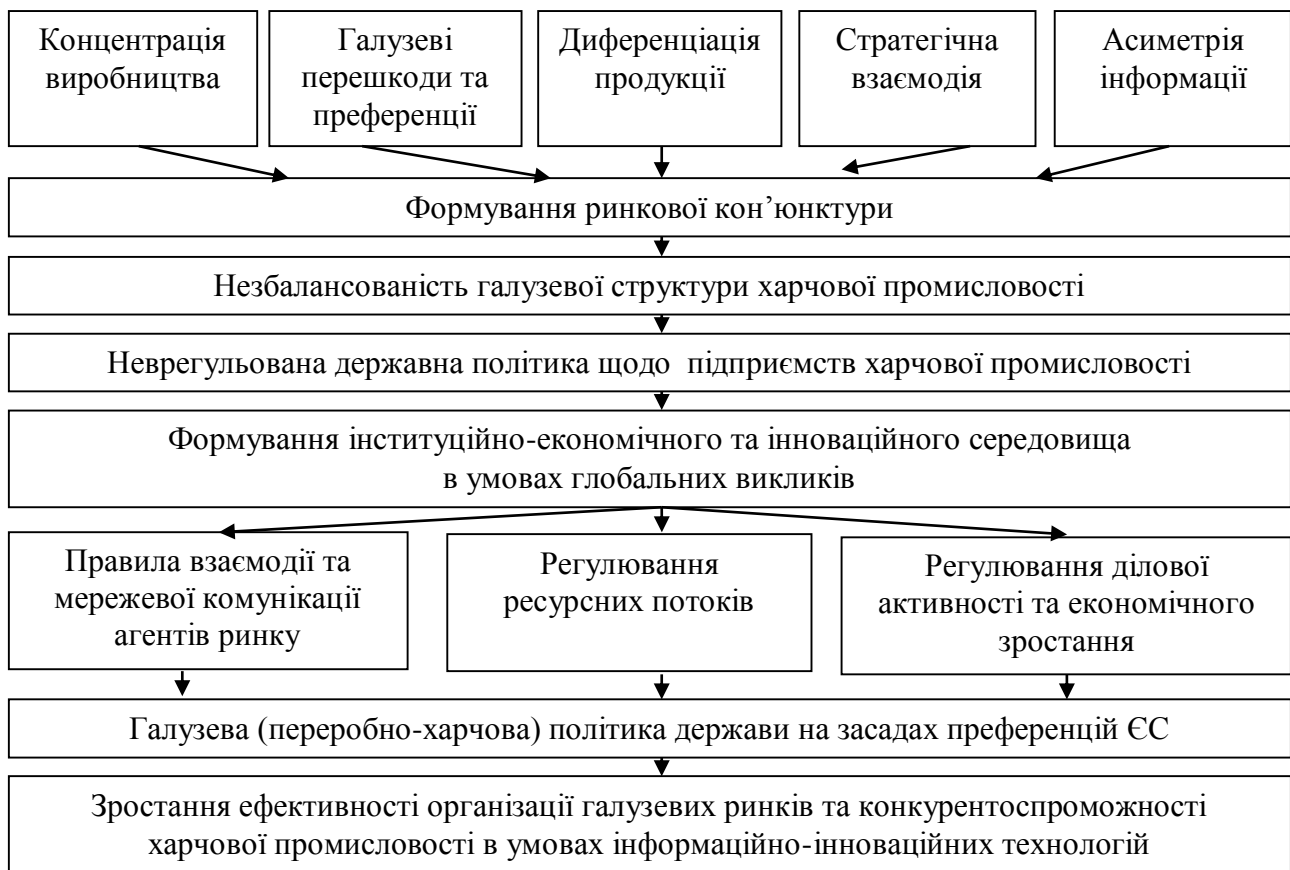 Концентрація
виробництва
Галузеві
перешкоди та
преференції
Диференціація
продукції
Стратегічна
взаємодія
Асиметрія
інформації
Формування ринкової кон’юнктури
Незбалансованість галузевої структури харчової промисловості
Неврегульована державна політика щодо підприємств харчової промисловості
Формування інституційно-економічного та інноваційного середовища
в умовах глобальних викликів
Правила взаємодії та
мережевої комунікації
агентів ринку
Регулювання
ресурсних потоків
Регулювання ділової
активності та економічного
зростання
Галузева (переробно-харчова) політика держави на засадах преференцій ЄС
Зростання ефективності організації галузевих ринків та конкурентоспроможності
харчової промисловості в умовах інформаційно-інноваційних технологій